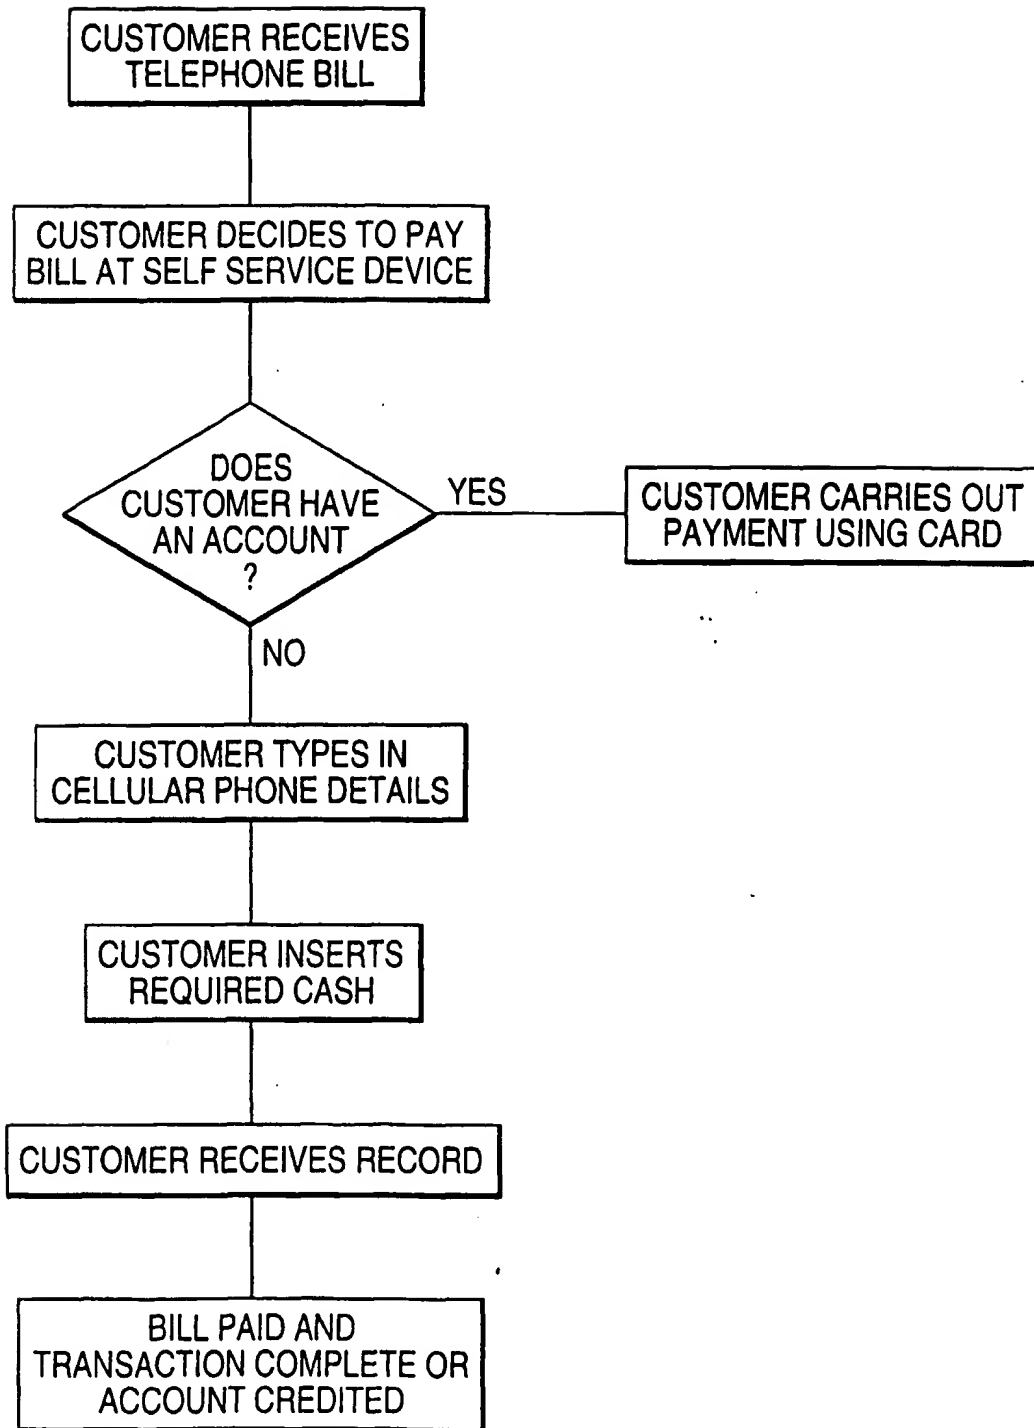 CUSTOMER RECEIVES
TELEPHONE BILL
CUSTOMER DECIDES TO PAY
BILL AT SELF SERVICE DEVICE
DOES
CUSTOMER HAVE
AN ACCOUNT
?
YES
CUSTOMER CARRIES OUT
PAYMENT USING CARD
NO
CUSTOMER TYPES IN
CELLULAR PHONE DETAILS
CUSTOMER INSERTS
REQUIRED CASH
CUSTOMER RECEIVES RECORD
BILL PAID AND
TRANSACTION COMPLETE OR
ACCOUNT CREDITED